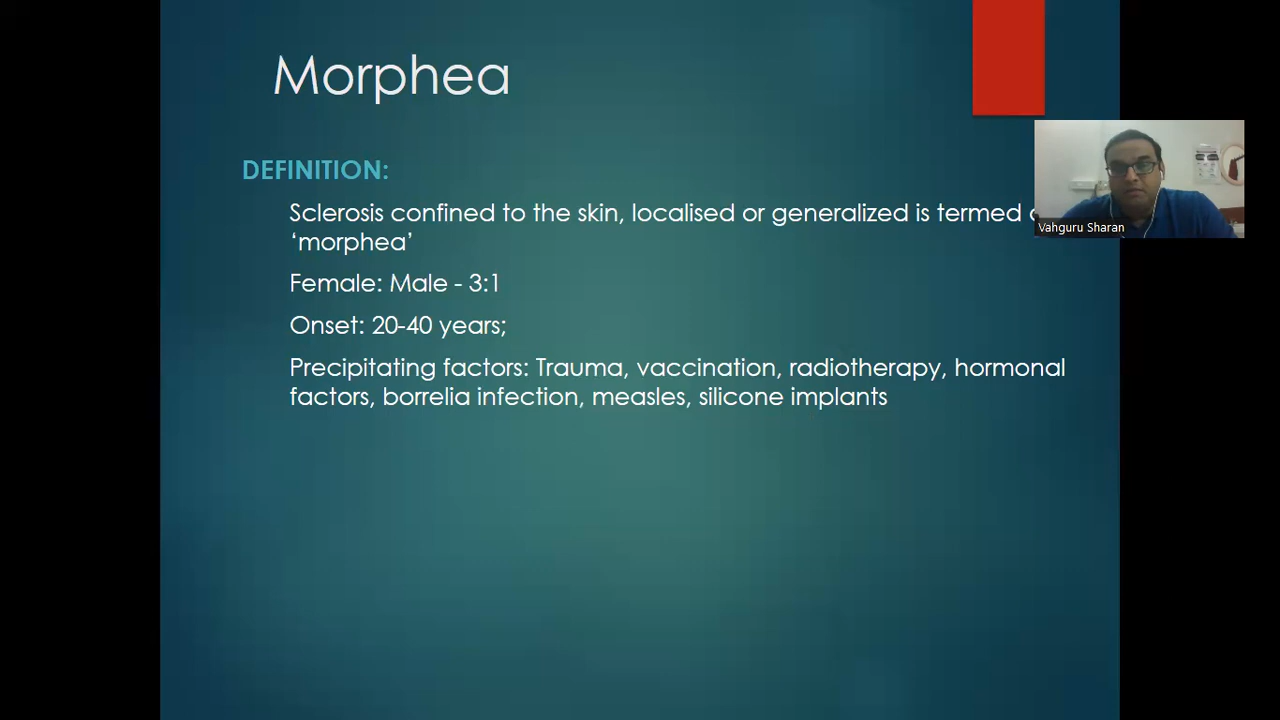 Morphea
DEFINITION:
Sclerosis confined to the skin, localised or generalized is termed
‘morphea’
Female: Male - 3:1
Onset: 20-40 years;
Precipitating factors: Trauma, vaccination, radiotherapy, hormonal
factors, borrelia infection, measles, silicone implants
Vahguru Sharan